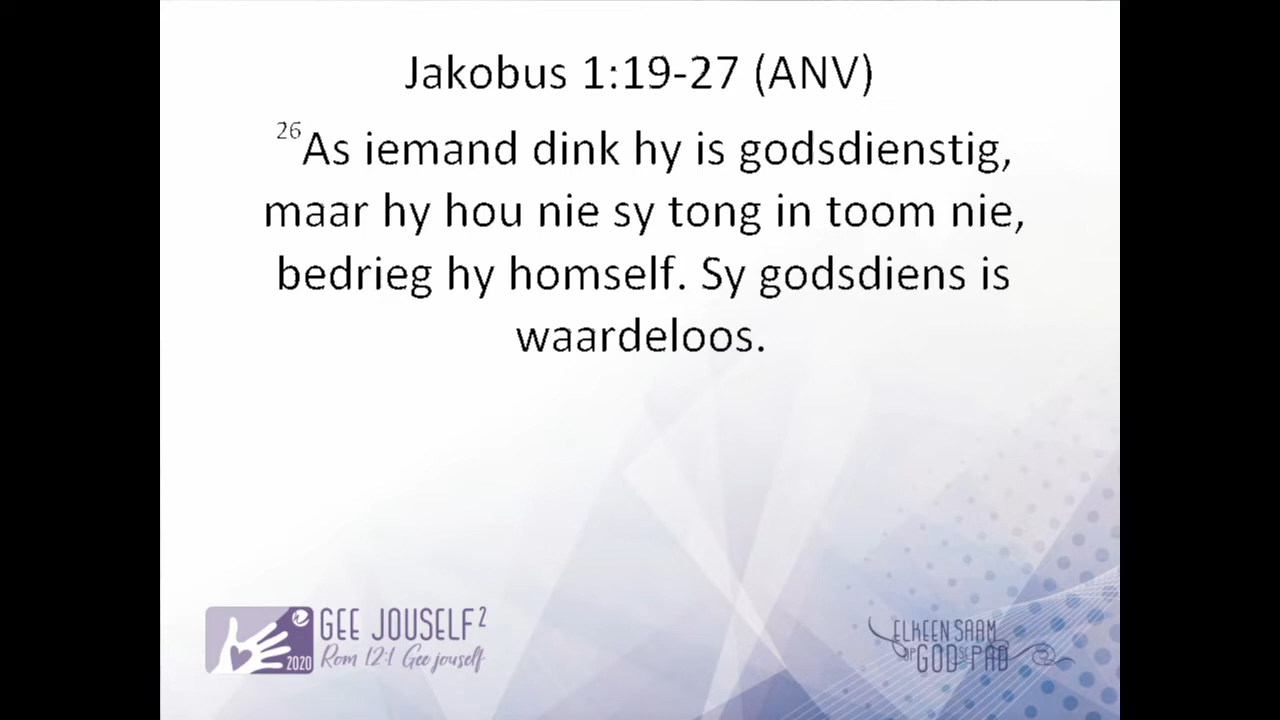 Jakobus 1:19-27 (ANV)
26As iemand dink hy is godsdienstig,
maar hy hou nie sy tong in toom nie,
bedrieg hy homself. Sy godsdiens is
waardeloos.
GEE JOUSELF2
2020 Rom 12:1 Gee jouself
ELKEEN SAAM
OP GOD SE PAD